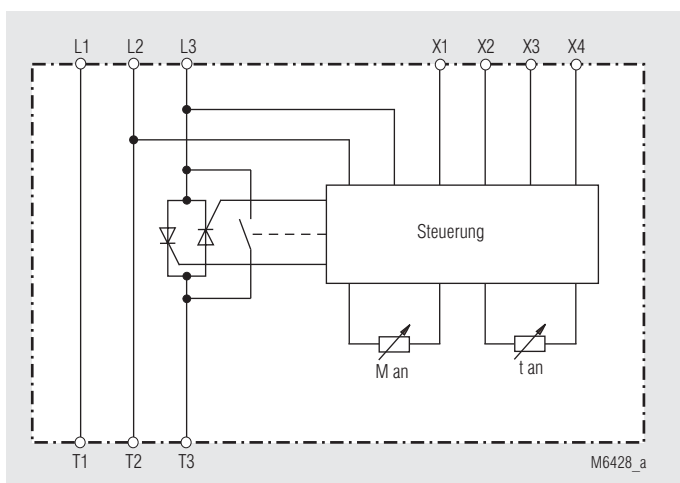 L1 L2 L3 X1 X2 X3 X4
Steuerung
M an t an
T1 T2 T3 M6428_a